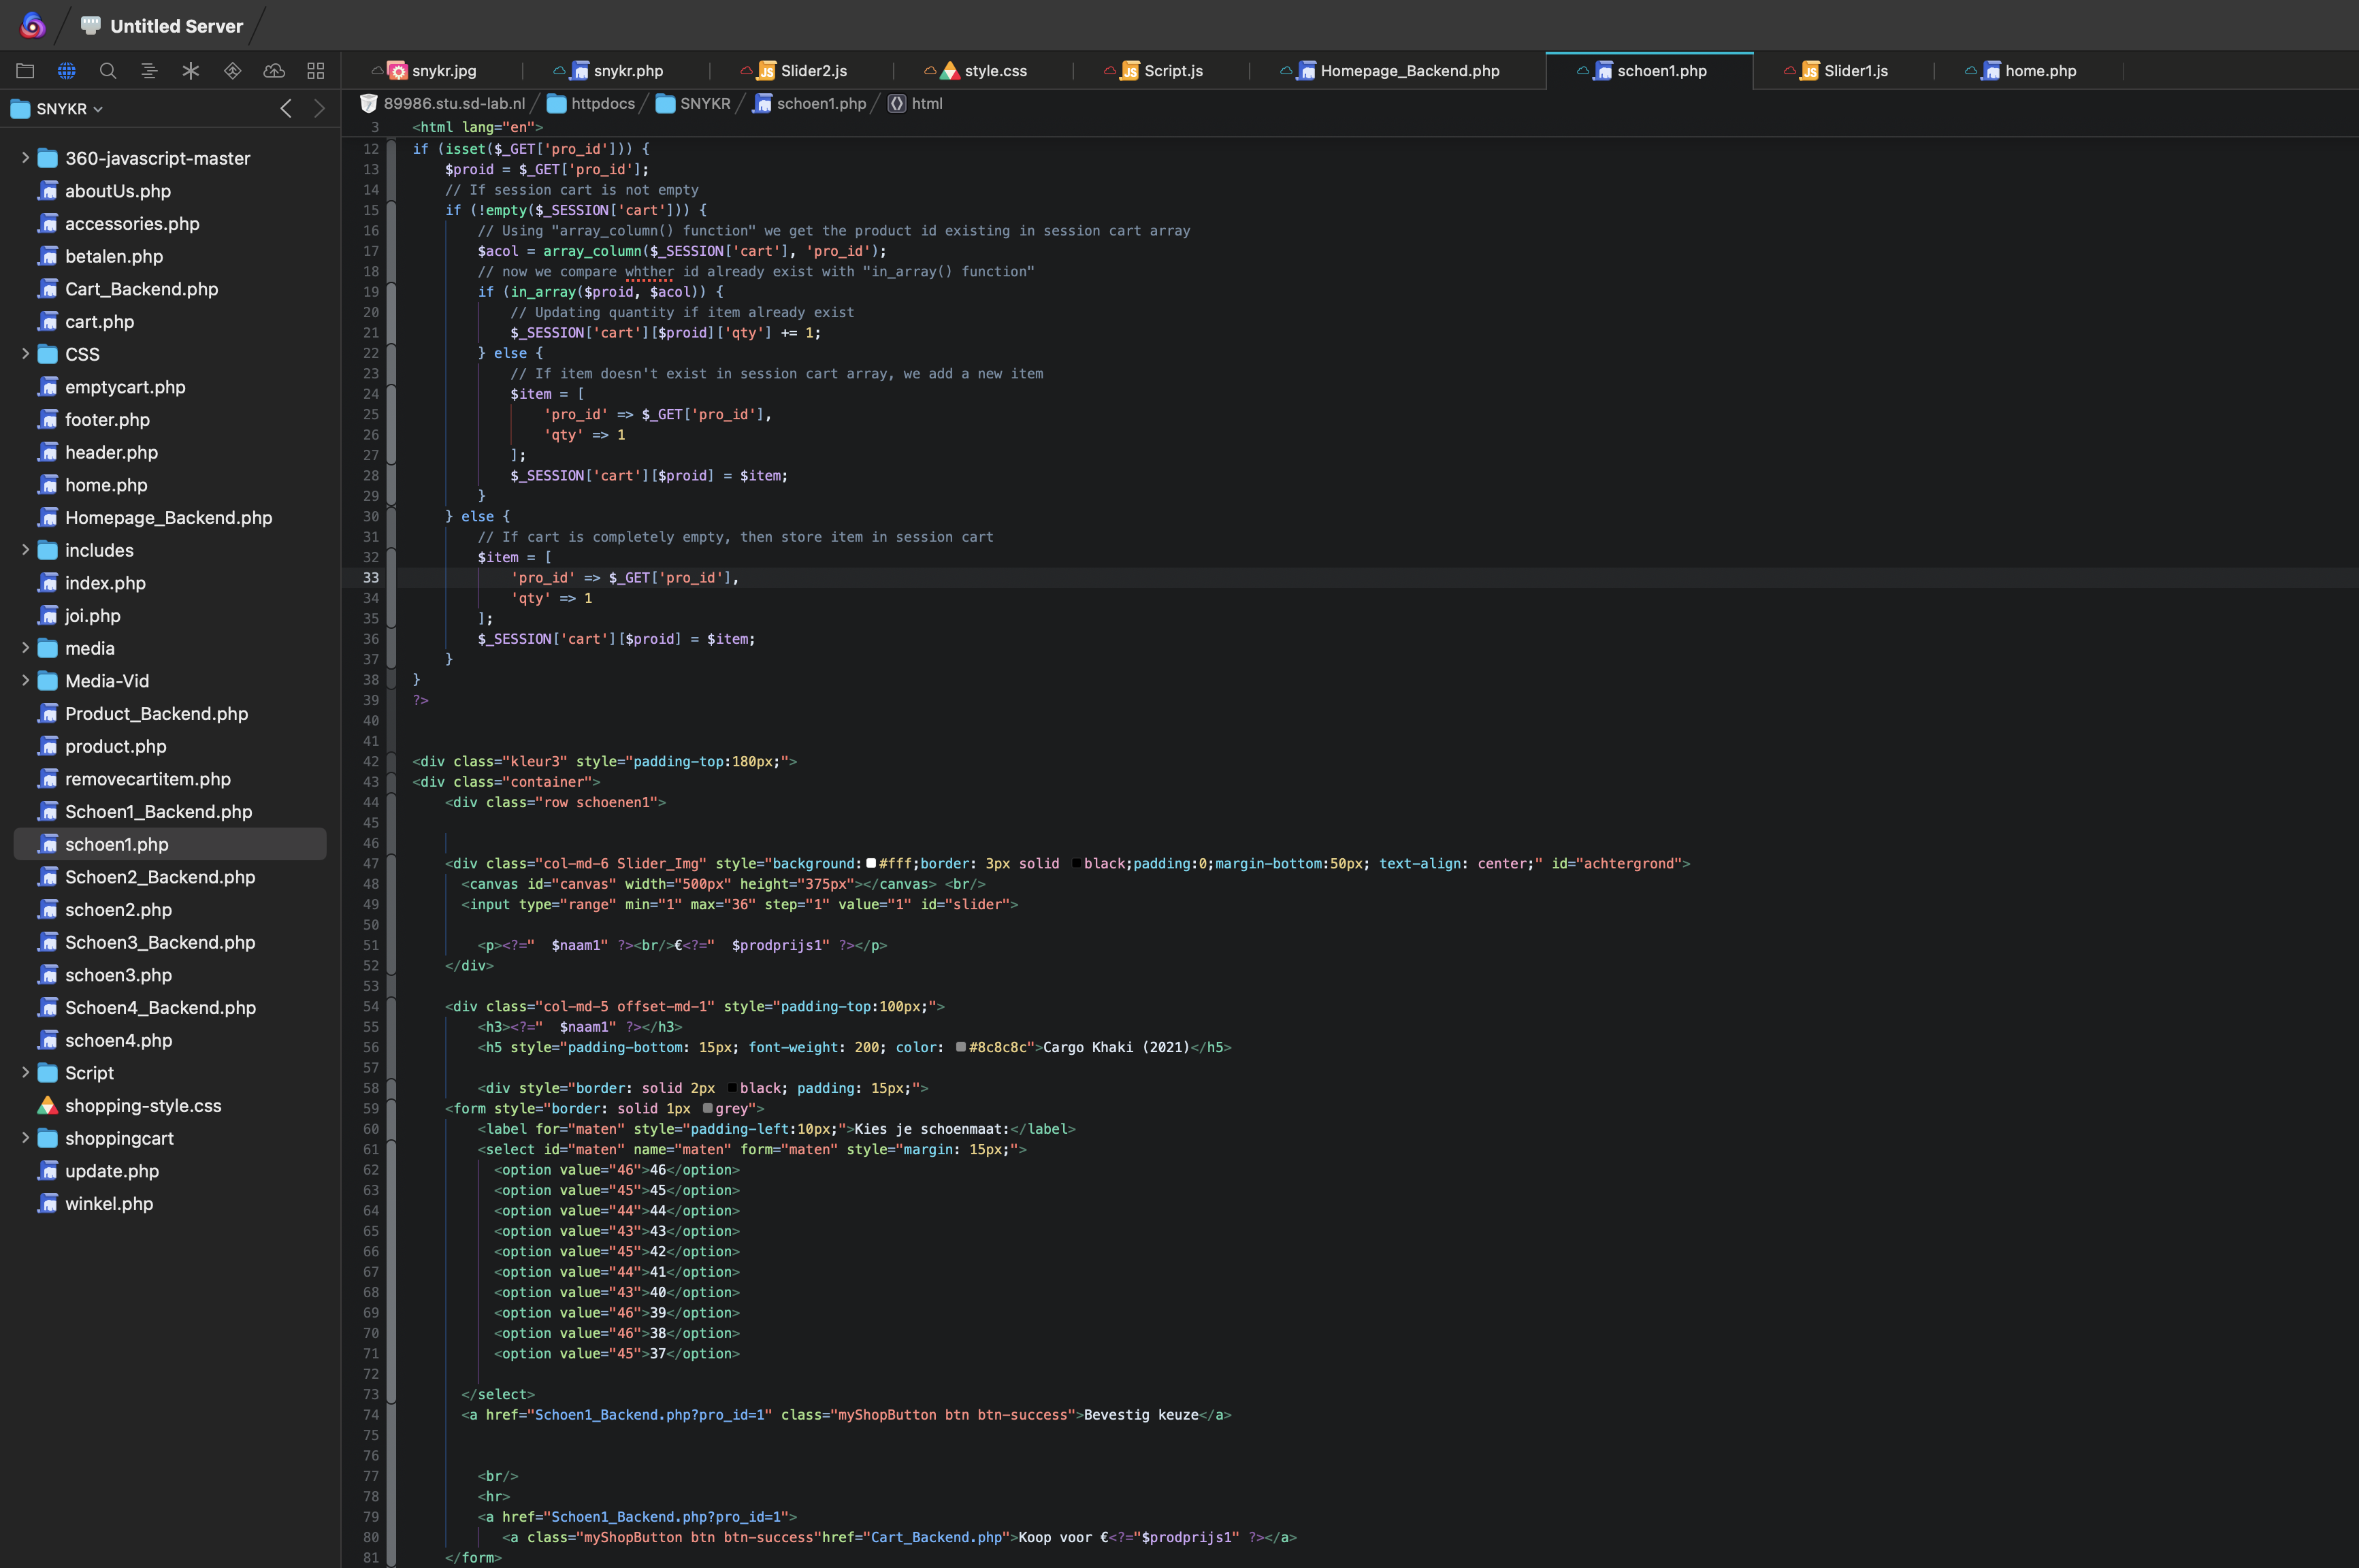 Untitled Server
snykr.jpg
snykr.php
Slider2.js
style.css
Script.js
Homepage_Backend.php
schoen1.php
Slider1.js
home.php
SNYKR
89986.stu.sd-lab.nl / httpdocs / SNYKR / schoen1.php / html
360-javascript-master
aboutUs.php
accessories.php
betalen.php
Cart_Backend.php
cart.php
CSS
emptycart.php
footer.php
header.php
home.php
Homepage_Backend.php
includes
index.php
joi.php
media
Media-Vid
Product_Backend.php
product.php
removecartitem.php
Schoen1_Backend.php
schoen1.php
Schoen2_Backend.php
schoen2.php
Schoen3_Backend.php
schoen3.php
Schoen4_Backend.php
schoen4.php
Script
shopping-style.css
shoppingcart
update.php
winkel.php
3 <html lang="en">
12 if (isset($_GET['pro_id'])) {
13 $proid = $_GET['pro_id'];
14 // If session cart is not empty
15 if (!empty($_SESSION['cart'])) {
16 // Using "array_column() function" we get the product id existing in session cart array
17 $acol = array_column($_SESSION['cart'], 'pro_id');
18 // now we compare whther id already exist with "in_array() function"
19 if (in_array($proid, $acol)) {
20 // Updating quantity if item already exist
21 $_SESSION['cart'][$proid]['qty'] += 1;
22 } else {
23 // If item doesn't exist in session cart array, we add a new item
24 $item = [
25 'pro_id' => $_GET['pro_id'],
26 'qty' => 1
27 ];
28 $_SESSION['cart'][$proid] = $item;
29 }
30 } else {
31 // If cart is completely empty, then store item in session cart
32 $item = [
33 'pro_id' => $_GET['pro_id'],
34 'qty' => 1
35 ];
36 $_SESSION['cart'][$proid] = $item;
37 }
38 }
39 ?>
40
41
42 <div class="kleur3" style="padding-top:180px;">
43 <div class="container">
44 <div class="row schoenen1">
45
46
47 <div class="col-md-6 Slider_Img" style="background:#fff;border: 3px solid black;padding:0;margin-bottom:50px; text-align: center;" id="achtergrond">
48 <canvas id="canvas" width="500px" height="375px"></canvas> <br/>
49 <input type="range" min="1" max="36" step="1" value="1" id="slider">
50
51 <p><?=" $naam1" ?><br/>€<?=" $prodprijs1" ?></p>
52 </div>
53
54 <div class="col-md-5 offset-md-1" style="padding-top:100px;">
55 <h3><?=" $naam1" ?></h3>
56 <h5 style="padding-bottom: 15px; font-weight: 200; color: #8c8c8c">Cargo Khaki (2021)</h5>
57
58 <div style="border: solid 2px black; padding: 15px;">
59 <form style="border: solid 1px grey">
60 <label for="maten" style="padding-left:10px;">Kies je schoenmaat:</label>
61 <select id="maten" name="maten" form="maten" style="margin: 15px;">
62 <option value="46">46</option>
63 <option value="45">45</option>
64 <option value="44">44</option>
65 <option value="43">43</option>
66 <option value="45">42</option>
67 <option value="44">41</option>
68 <option value="43">40</option>
69 <option value="46">39</option>
70 <option value="46">38</option>
71 <option value="45">37</option>
72
73 </select>
74 <a href="Schoen1_Backend.php?pro_id=1" class="myShopButton btn btn-success">Bevestig keuze</a>
75
76
77 <br/>
78 <hr>
79 <a href="Schoen1_Backend.php?pro_id=1">
80 <a class="myShopButton btn btn-success"href="Cart_Backend.php">Koop voor €<?="$prodprijs1" ?></a>
81 </form>